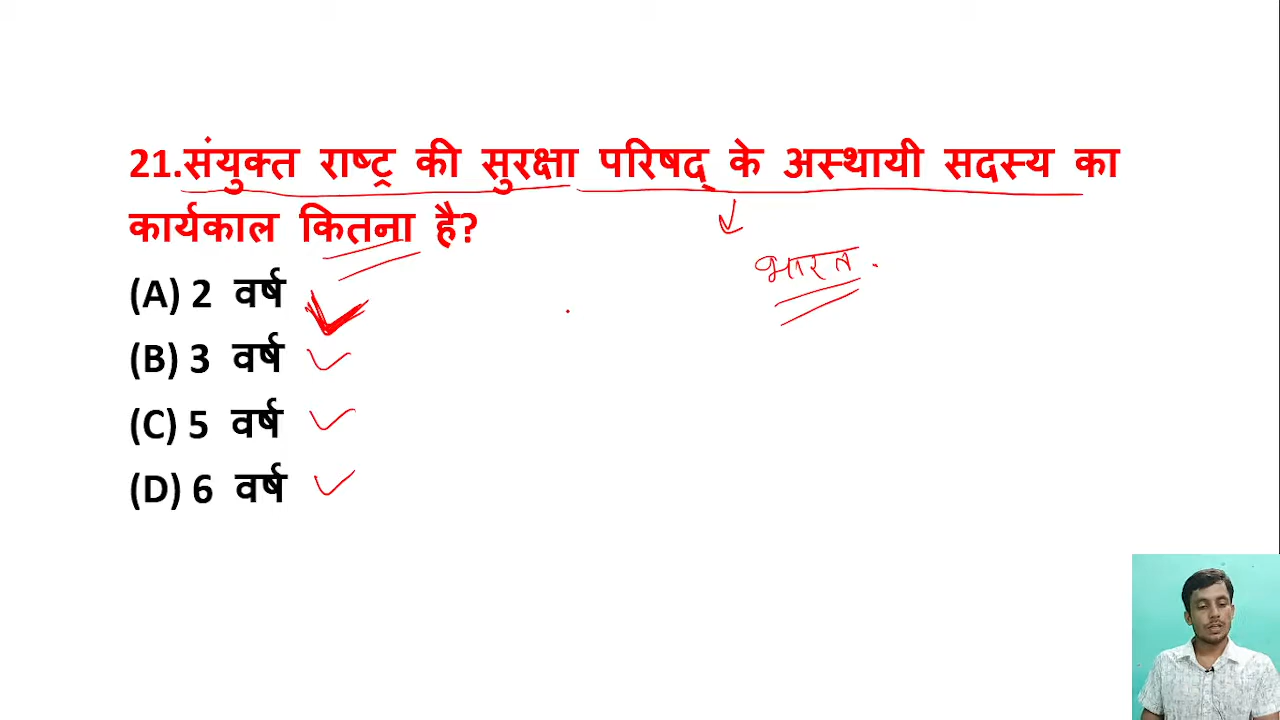 21.संयुक्त राष्ट्र की सुरक्षा परिषद् के अस्थायी सदस्य का
कार्यकाल कितना है?
भारत.
(A) 2 वर्ष
(B) 3 वर्ष
(C) 5 वर्ष
(D) 6 वर्ष